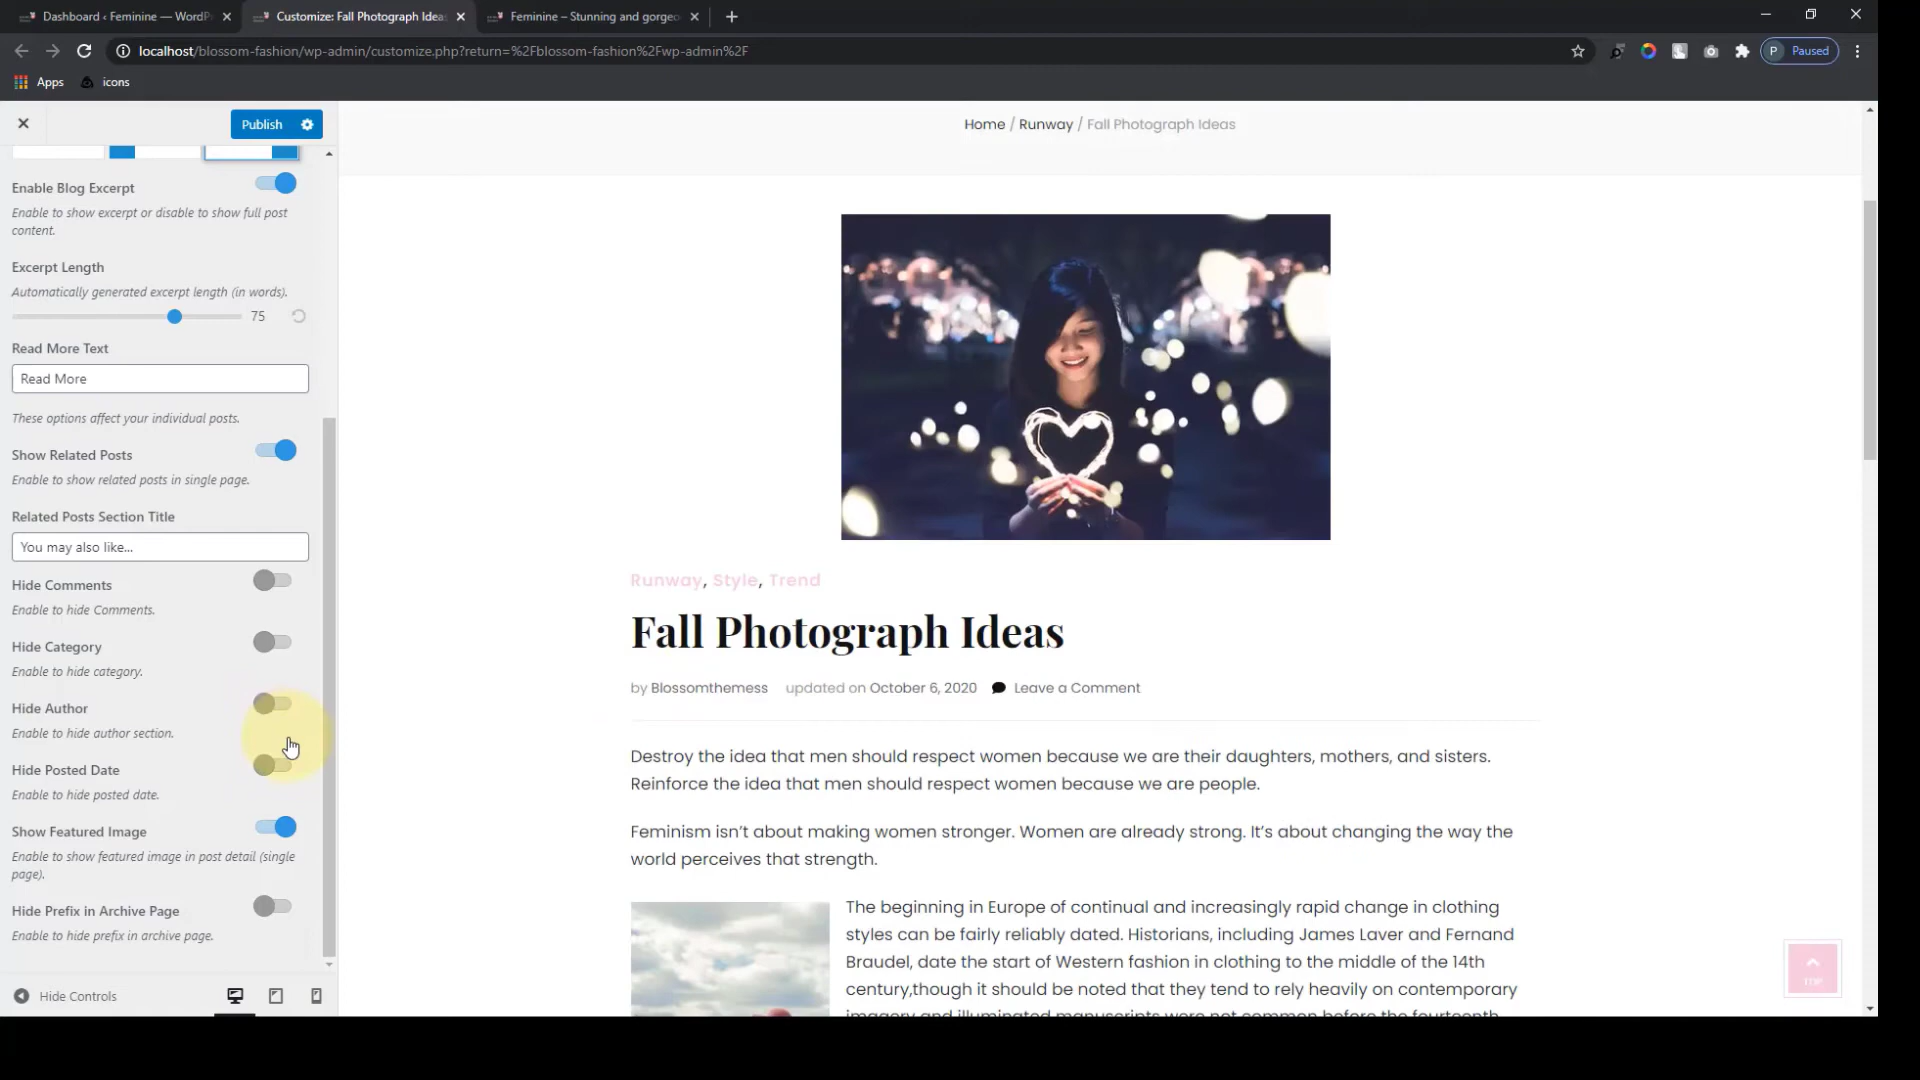 Dashboard ‹ Feminine — WordP
Customize: Fall Photograph Ideas
Feminine – Stunning and gorgeo
localhost/blossom-fashion/wp-admin/customize.php?return=%2Fblossom-fashion%2Fwp-admin%2F
P Paused
Apps
icons
Publish
Home / Runway / Fall Photograph Ideas
Enable Blog Excerpt
Enable to show excerpt or disable to show full post
content.
Excerpt Length
Automatically generated excerpt length (in words).
75
Read More Text
Read More
These options affect your individual posts.
Show Related Posts
Enable to show related posts in single page.
Related Posts Section Title
You may also like...
Hide Comments
Enable to hide Comments.
Hide Category
Enable to hide category.
Hide Author
Enable to hide author section.
Hide Posted Date
Enable to hide posted date.
Show Featured Image
Enable to show featured image in post detail (single
page).
Hide Prefix in Archive Page
Enable to hide prefix in archive page.
Hide Controls
Runway, Style, Trend
Fall Photograph Ideas
by Blossomthemess updated on October 6, 2020 Leave a Comment
Destroy the idea that men should respect women because we are their daughters, mothers, and sisters.
Reinforce the idea that men should respect women because we are people.
Feminism isn't about making women stronger. Women are already strong. It's about changing the way the
world perceives that strength.
The beginning in Europe of continual and increasingly rapid change in clothing
styles can be fairly reliably dated. Historians, including James Laver and Fernand
Braudel, date the start of Western fashion in clothing to the middle of the 14th
century,though it should be noted that they tend to rely heavily on contemporary
imagery and illuminated manuscripts were not common before the fourteenth
TOP